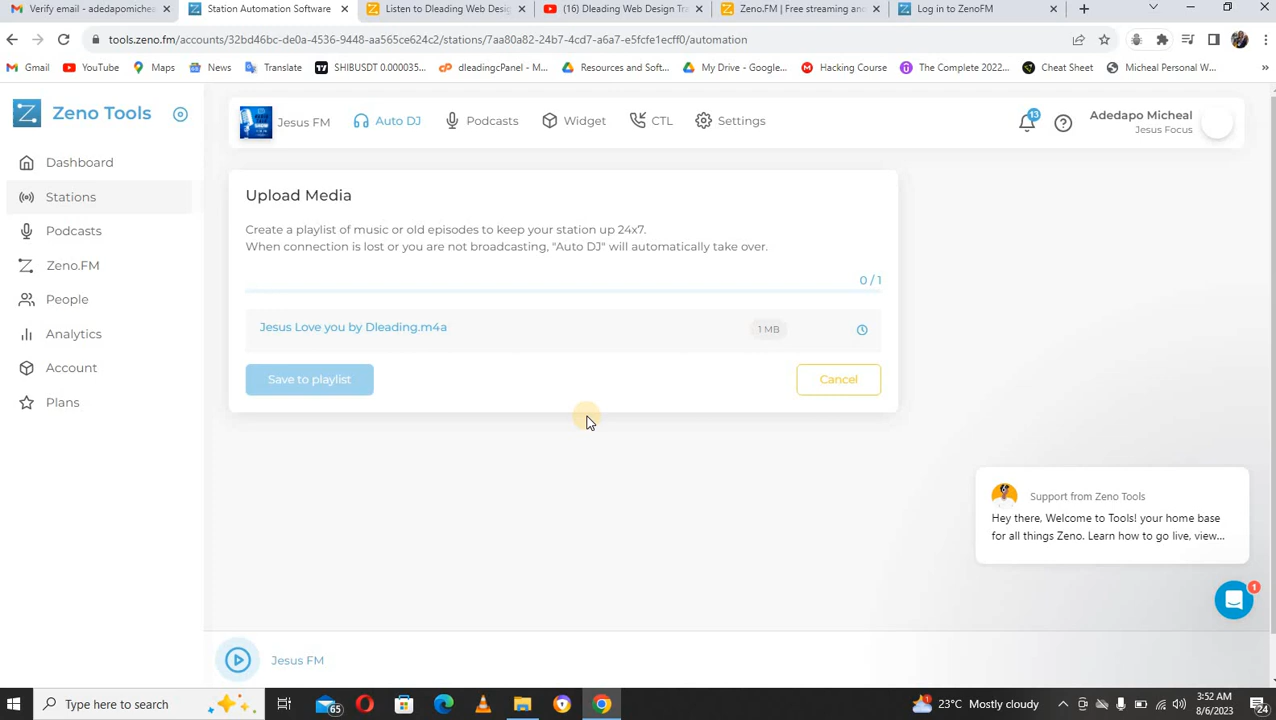 Verify email - adedapomichea
Station Automation Software
Listen to Dleading Web Desig
(16) Dleading Web Design Tra
Zeno.FM | Free streaming and
Log in to ZenoFM
tools.zeno.fm/accounts/32bd46bc-de0a-4536-9448-aa565ce624c2/stations/7aa80a82-24b7-4cd7-a6a7-e5fcfe1ecff0/automation
Gmail
YouTube
Maps
News
Translate
SHIBUSDT 0.000035...
dleadingcPanel - M...
Resources and Soft...
My Drive - Google...
Hacking Course
The Complete 2022...
Cheat Sheet
Micheal Personal W...
Zeno Tools
Dashboard
Stations
Podcasts
Zeno.FM
People
Analytics
Account
Plans
Jesus FM
Auto DJ
Podcasts
Widget
CTL
Settings
13
Adedapo Micheal
Jesus Focus
Upload Media
Create a playlist of music or old episodes to keep your station up 24x7.
When connection is lost or you are not broadcasting, "Auto DJ" will automatically take over.
0 / 1
Jesus Love you by Dleading.m4a
1 MB
Save to playlist
Cancel
Support from Zeno Tools
Hey there, Welcome to Tools! your home base
for all things Zeno. Learn how to go live, view...
1
Jesus FM
Type here to search
65
1
23°C Mostly cloudy
3:52 AM
8/6/2023
24